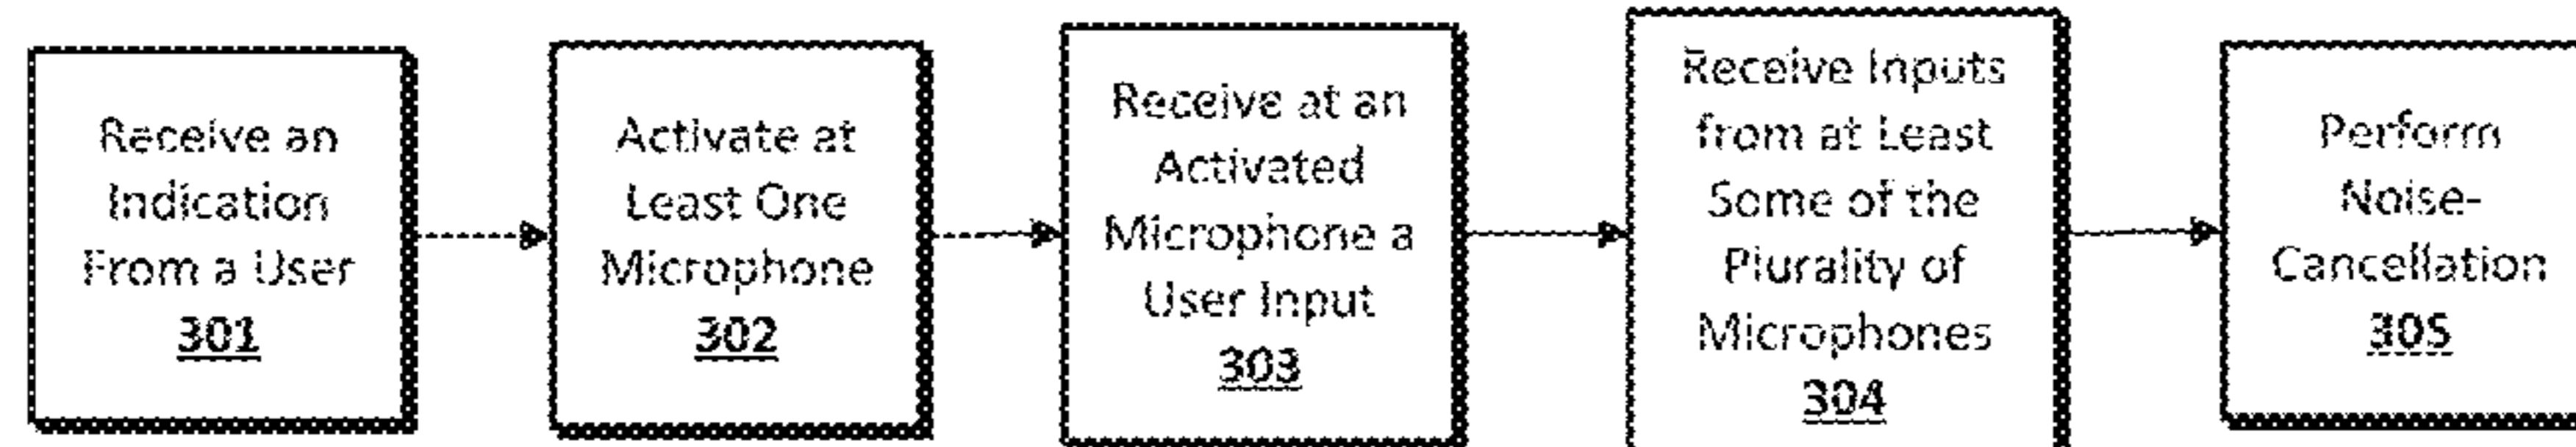 Receive an
Indication
From a User
301
Activate at
Least One
Microphone
302
Receive at an
Activated
Microphone a
User Input
303
Receive Inputs
from at Least
Some of the
Plurality of
Microphones
304
Perform
Noise-
Cancellation
305